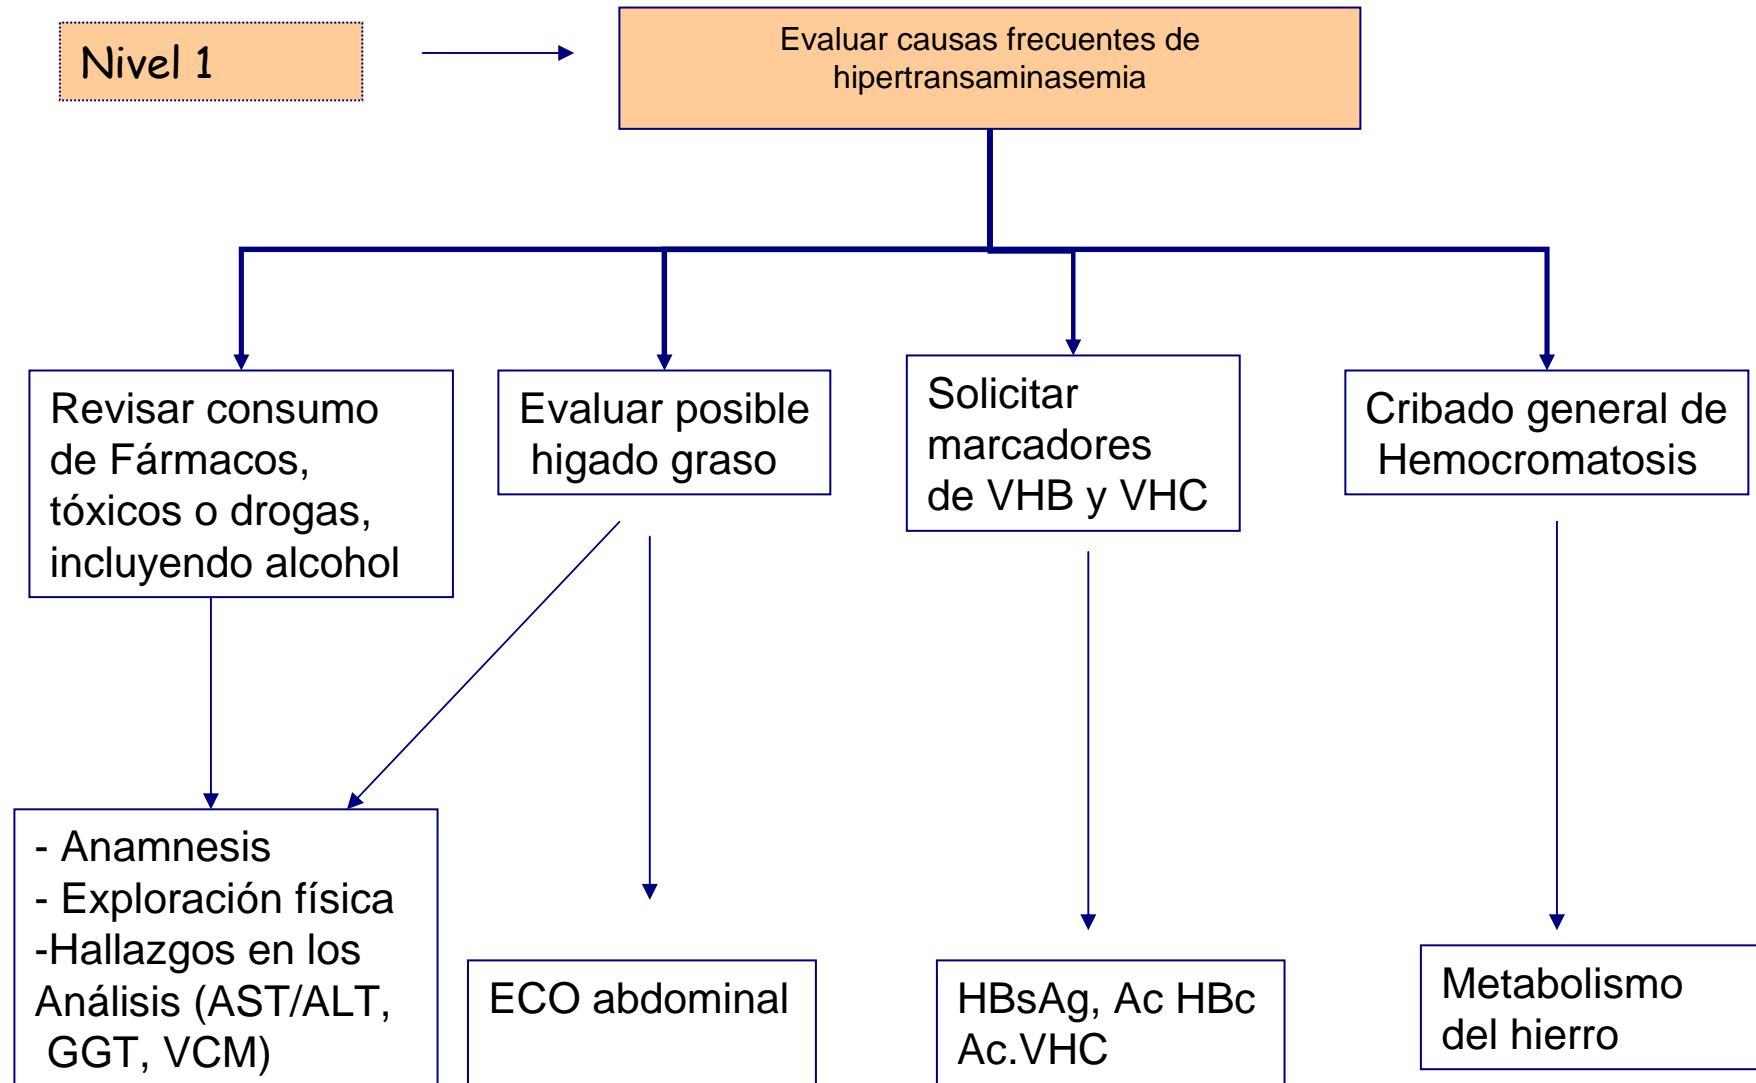 Nivel 1
Evaluar causas frecuentes de
hipertransaminasemia
Revisar consumo
de Fármacos,
tóxicos o drogas,
incluyendo alcohol
Evaluar posible
higado graso
Solicitar
marcadores
de VHB y VHC
Cribado general de
Hemocromatosis
- Anamnesis
- Exploración física
-Hallazgos en los
Análisis (AST/ALT,
GGT, VCM)
ECO abdominal
HBsAg, Ac HBc
Ac.VHC
Metabolismo
del hierro